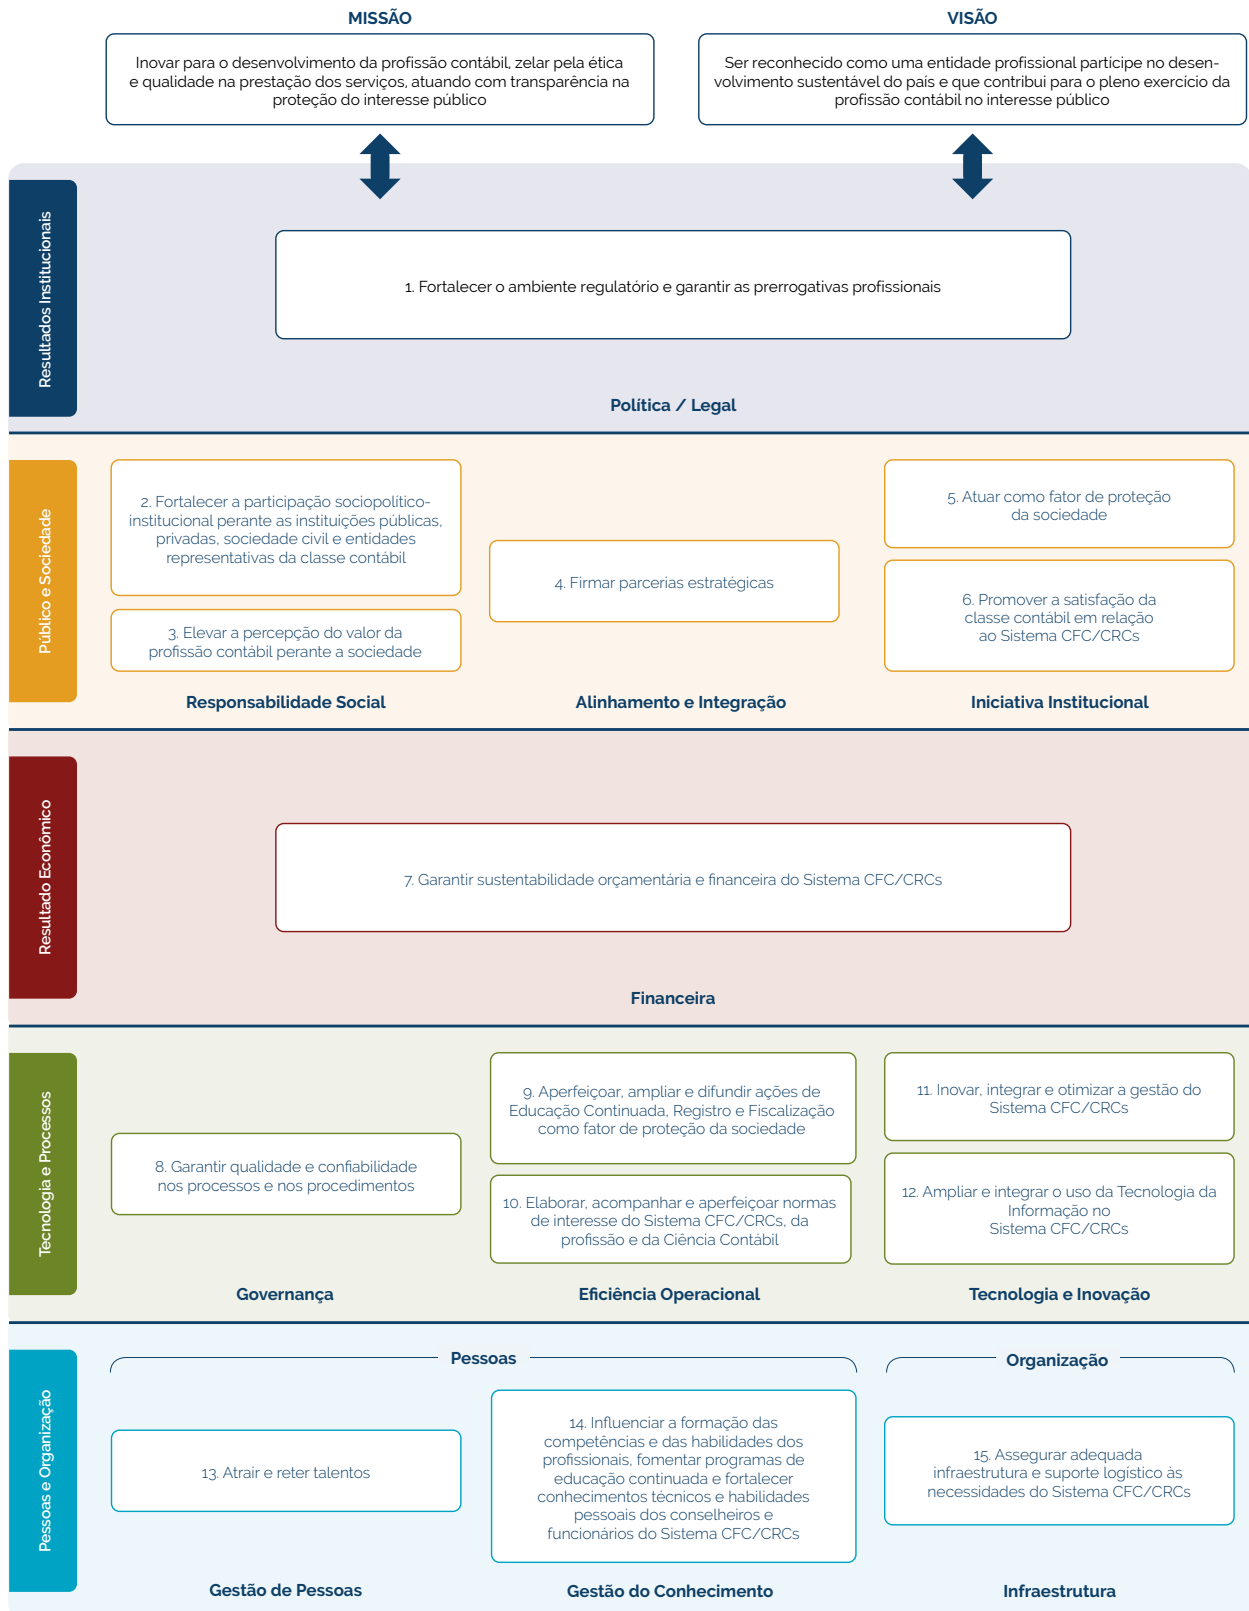 MISSÃO
Inovar para o desenvolvimento da profissão contábil, zelar pela ética
e qualidade na prestação dos serviços, atuando com transparência na
proteção do interesse público
VISÃO
Ser reconhecido como uma entidade profissional partícipe no desen-
volvimento sustentável do país e que contribui para o pleno exercício da
profissão contábil no interesse público
Resultados Institucionais
1. Fortalecer o ambiente regulatório e garantir as prerrogativas profissionais
Política / Legal
Público e Sociedade
2. Fortalecer a participação sociopolítico-
institucional perante as instituições públicas,
privadas, sociedade civil e entidades
representativas da classe contábil
3. Elevar a percepção do valor da
profissão contábil perante a sociedade
Responsabilidade Social
4. Firmar parcerias estratégicas
Alinhamento e Integração
5. Atuar como fator de proteção
da sociedade
6. Promover a satisfação da
classe contábil em relação
ao Sistema CFC/CRCs
Iniciativa Institucional
Resultado Econômico
7. Garantir sustentabilidade orçamentária e financeira do Sistema CFC/CRCs
Financeira
Tecnologia e Processos
8. Garantir qualidade e confiabilidade
nos processos e nos procedimentos
Governança
9. Aperfeiçoar, ampliar e difundir ações de
Educação Continuada, Registro e Fiscalização
como fator de proteção da sociedade
10. Elaborar, acompanhar e aperfeiçoar normas
de interesse do Sistema CFC/CRCs, da
profissão e da Ciência Contábil
Eficiência Operacional
11. Inovar, integrar e otimizar a gestão do
Sistema CFC/CRCs
12. Ampliar e integrar o uso da Tecnologia da
Informação no
Sistema CFC/CRCs
Tecnologia e Inovação
Pessoas e Organização
Pessoas
13. Atrair e reter talentos
Gestão de Pessoas
14. Influenciar a formação das
competências e das habilidades dos
profissionais, fomentar programas de
educação continuada e fortalecer
conhecimentos técnicos e habilidades
pessoais dos conselheiros e
funcionários do Sistema CFC/CRCs
Gestão do Conhecimento
Organização
15. Assegurar adequada
infraestrutura e suporte logístico às
necessidades do Sistema CFC/CRCs
Infraestrutura